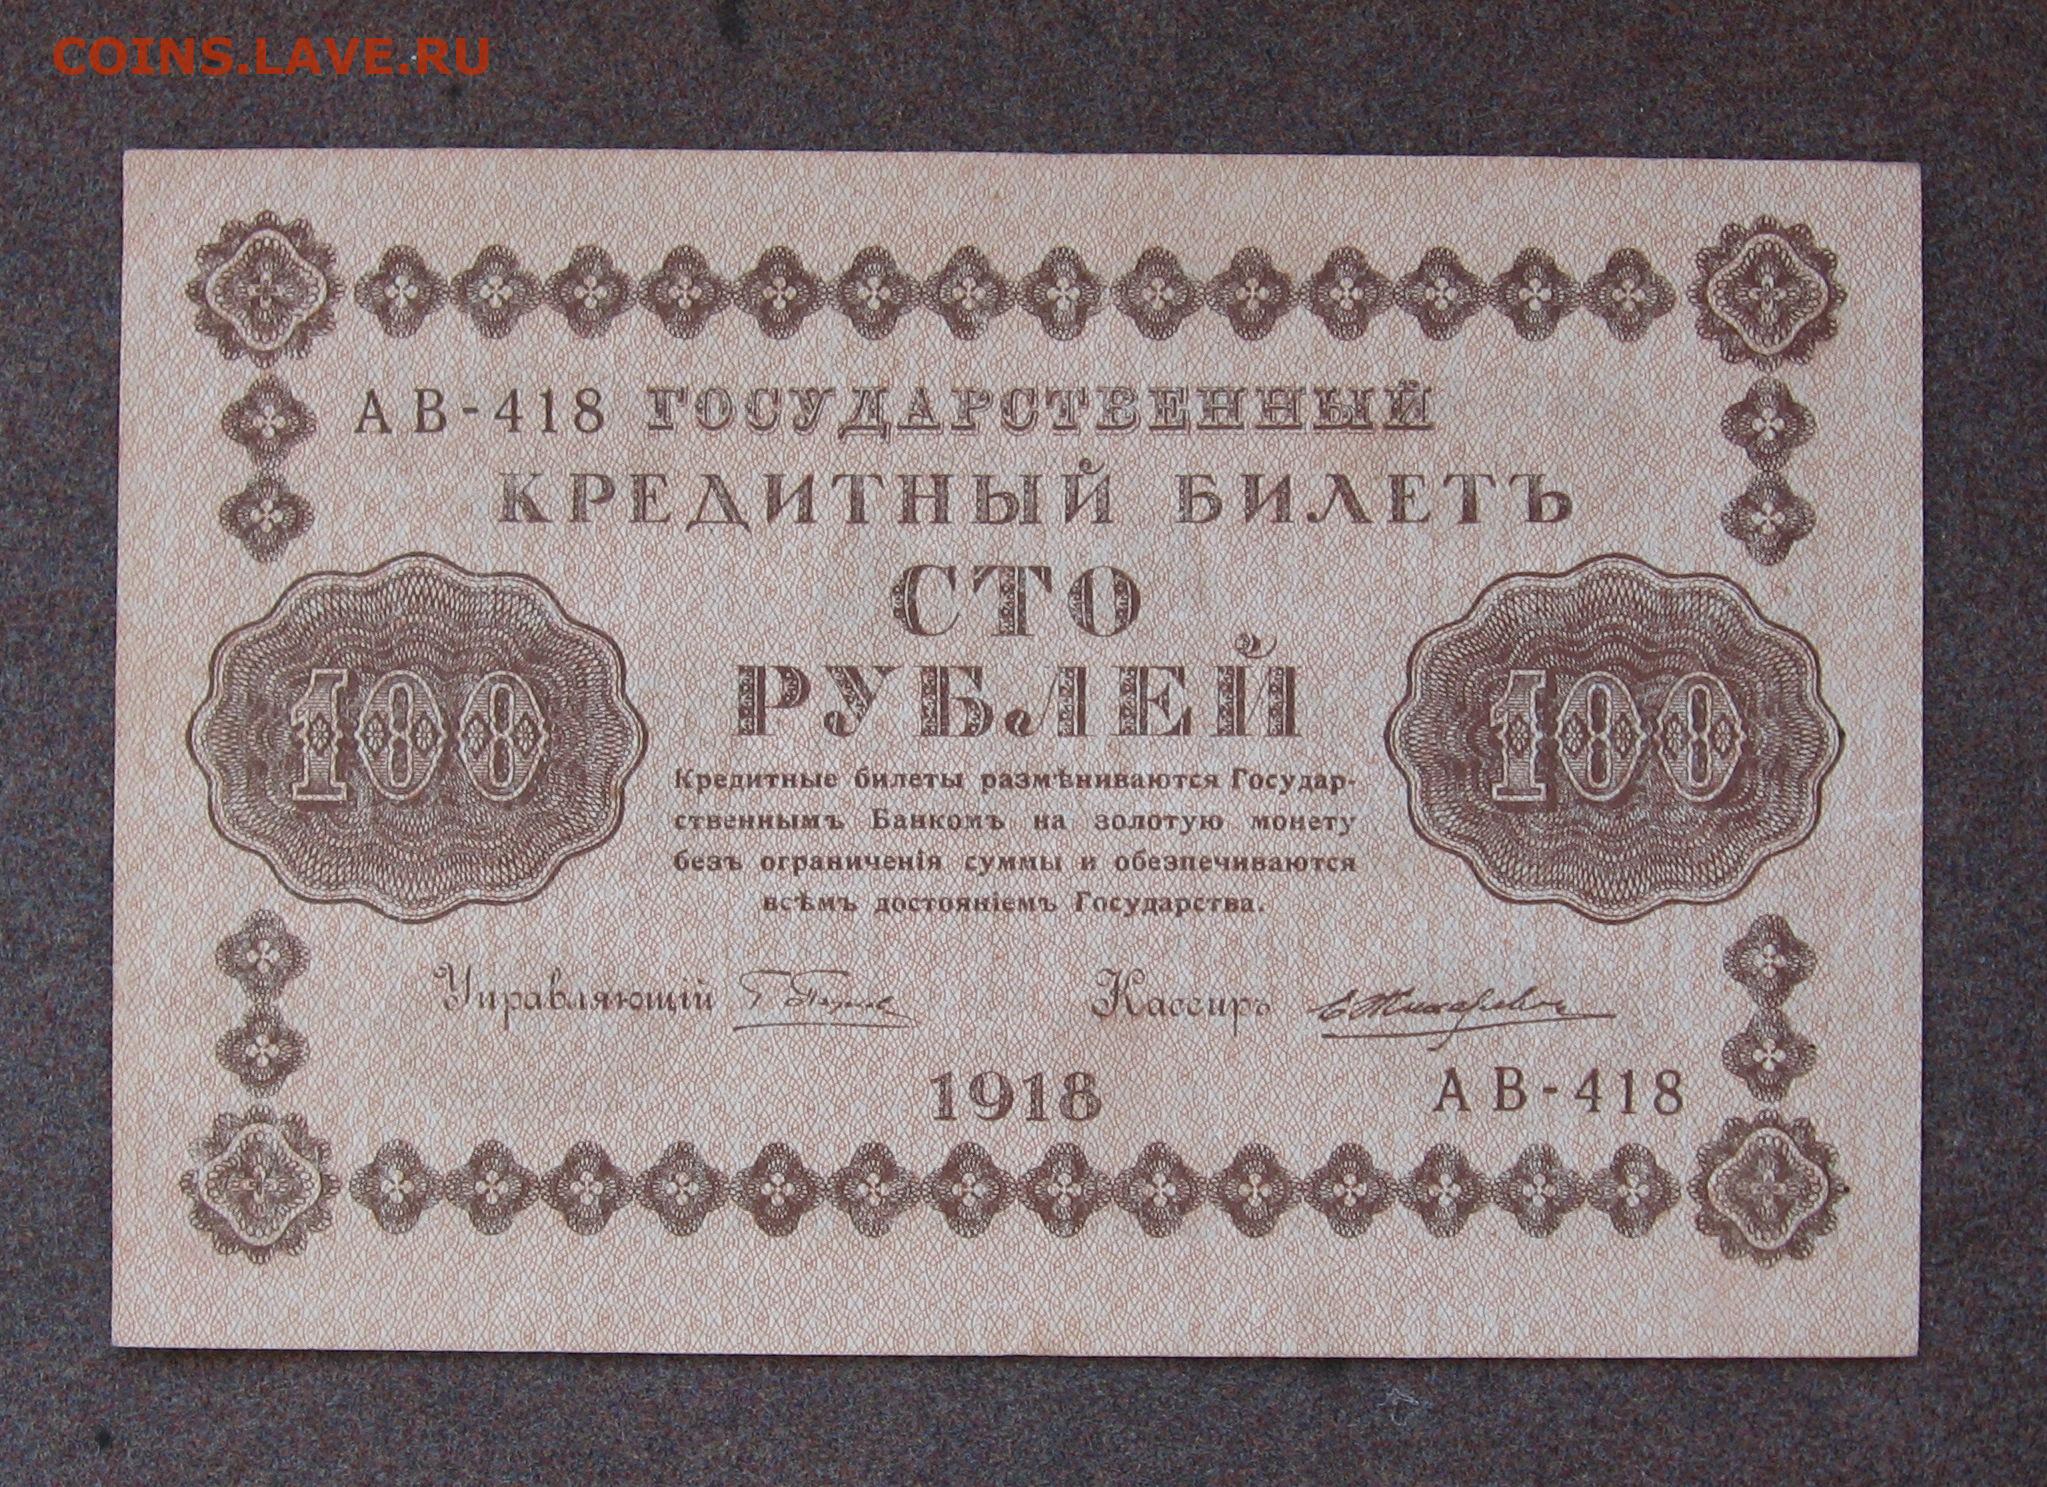 COINS.LAVE.RU
АВ-418 ГОСУДАРСТВЕННЫЙ
КРЕДИТНЫЙ БИЛЕТЪ
СТО
РУБЛЕЙ
100
100
Кредитные билеты размѣниваются Государ-
ственнымъ Банкомъ на золотую монету
безъ ограниченія суммы и обезпечиваются
всѣмъ достояніемъ Государства.
Управляющій Кассиръ
1918 АВ-418